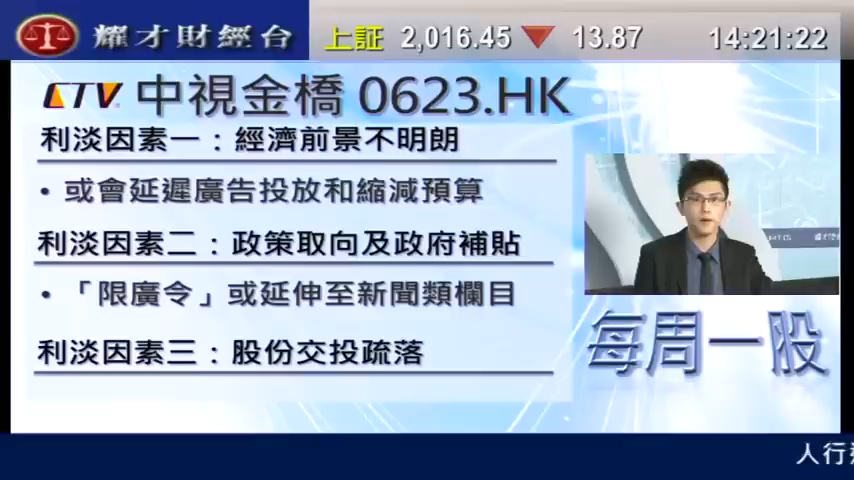 耀才財經台
上証 2,016.45 13.87 14:21:22
CTV 中視金橋 0623.HK
利淡因素一：經濟前景不明朗
• 或會延遲廣告投放和縮減預算
利淡因素二：政策取向及政府補貼
• 「限廣令」或延伸至新聞類欄目
利淡因素三：股份交投疏落
每周一股
人行